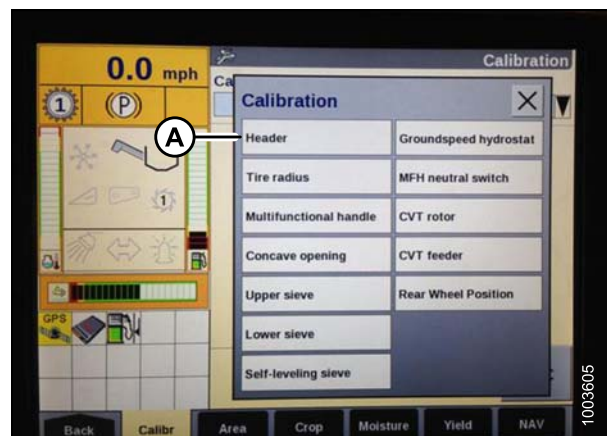 0.0 mph
Calibration
Ca
1
(P)
A
1
GPS
Calibration
X
Header
Groundspeed hydrostat
Tire radius
MFH neutral switch
Multifunctional handle
CVT rotor
Concave opening
CVT feeder
Upper sieve
Rear Wheel Position
Lower sieve
Self-leveling sieve
Back
Calibr
Area
Crop
Moisture
Yield
NAV
1003605